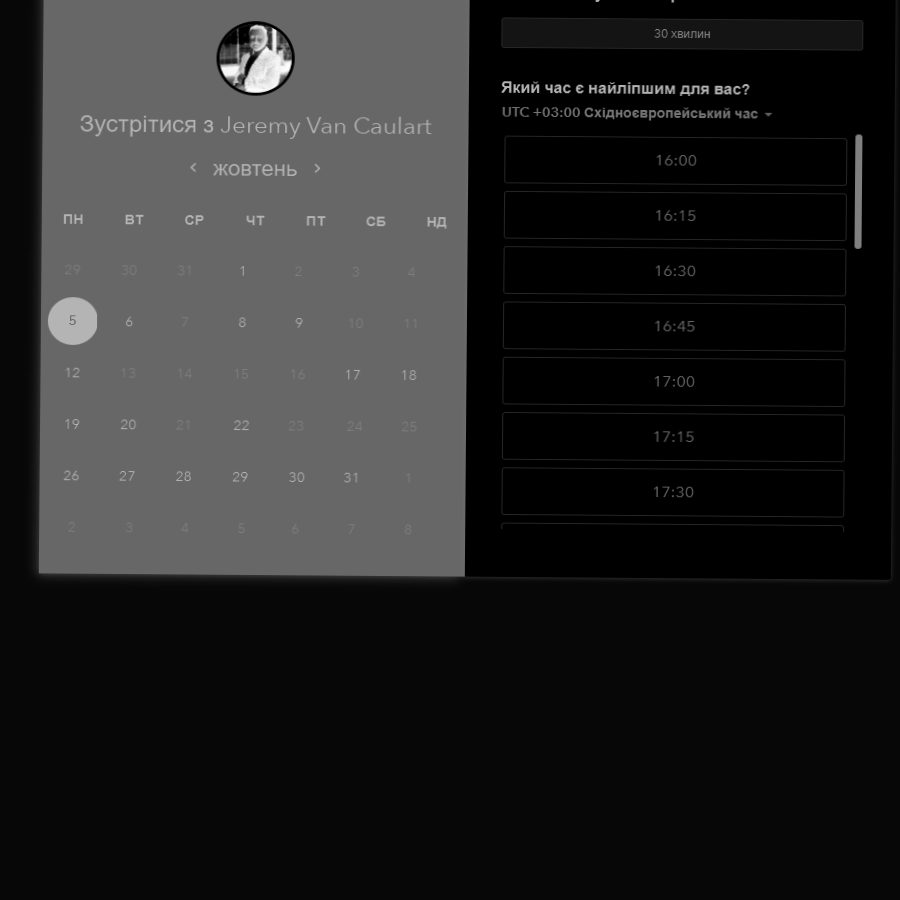 Зустрітися з Jeremy Van Caulart
‹ жовтень ›
ПН ВТ СР ЧТ ПТ СБ НД
29 30 31 1 2 3 4
5 6 7 8 9 10 11
12 13 14 15 16 17 18
19 20 21 22 23 24 25
26 27 28 29 30 31 1
2 3 4 5 6 7 8
30 хвилин
Який час є найліпшим для вас?
UTC +03:00 Східноєвропейський час
16:00
16:15
16:30
16:45
17:00
17:15
17:30